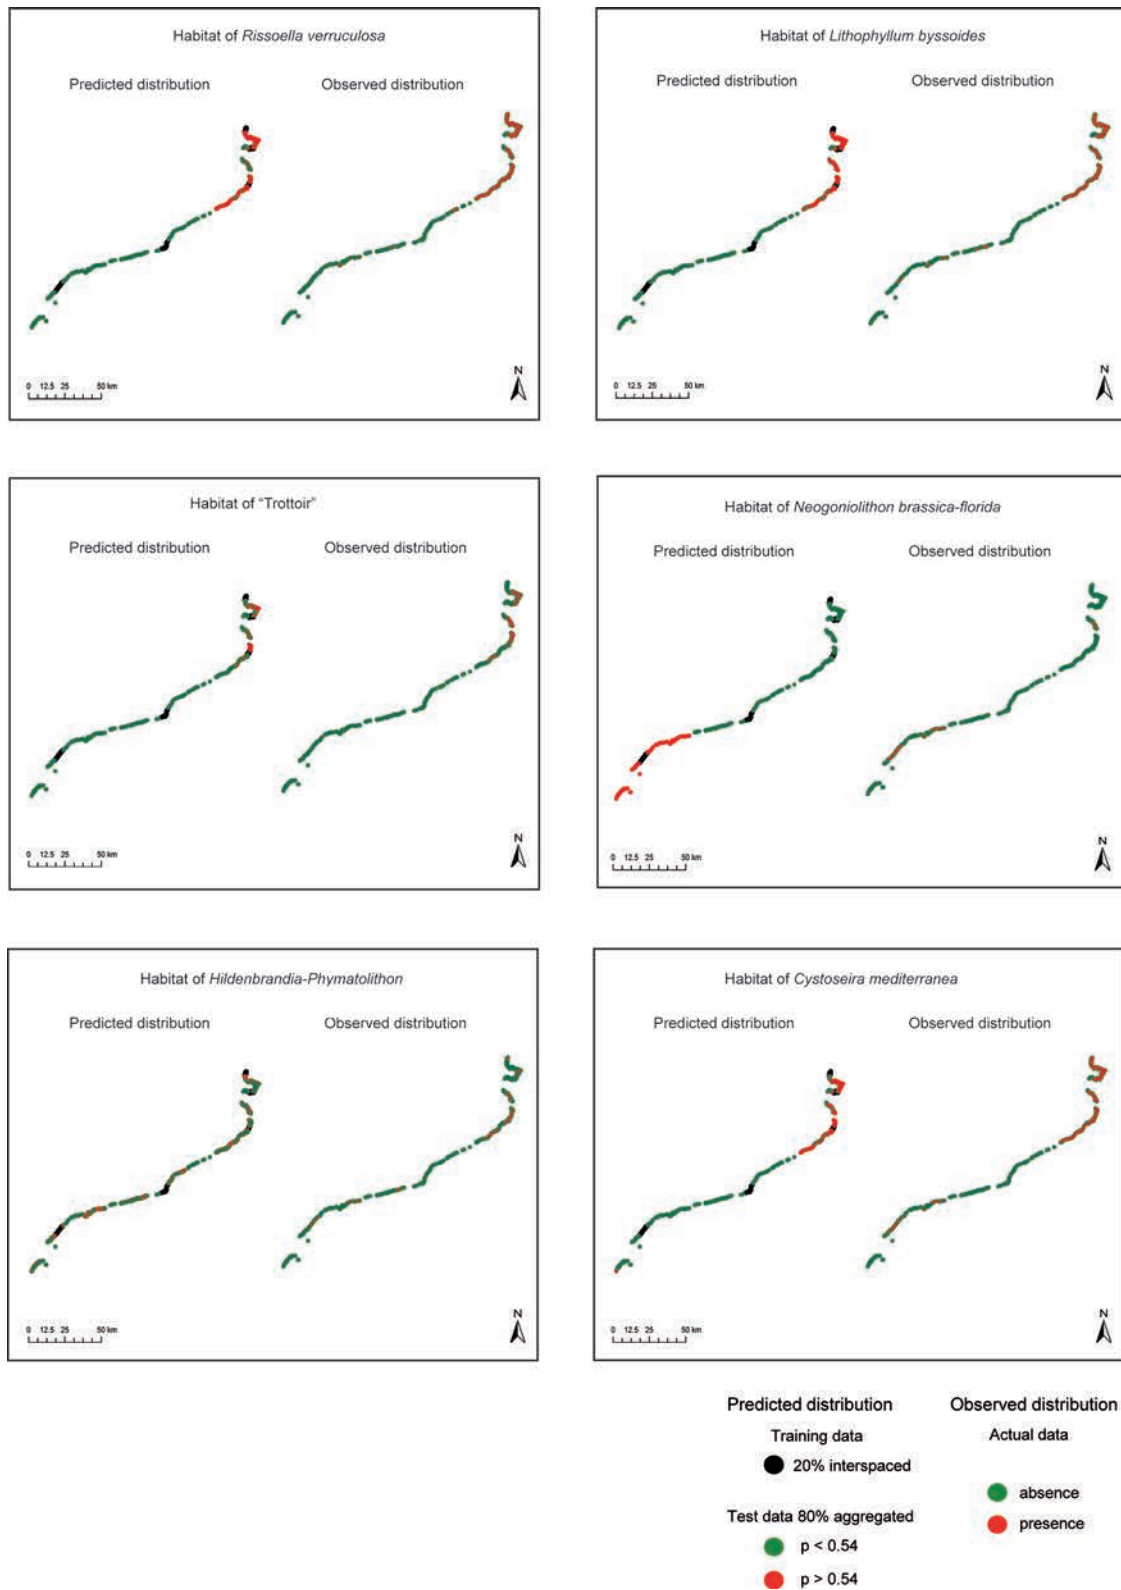 Habitat of Rissoella verruculosa
Predicted distribution Observed distribution
N
0 12.5 25 50 km
Habitat of Lithophyllum byssoides
Predicted distribution Observed distribution
N
0 12.5 25 50 km
Habitat of “Trottoir”
Predicted distribution Observed distribution
N
0 12.5 25 50 km
Habitat of Neogoniolithon brassica-florida
Predicted distribution Observed distribution
N
0 12.5 25 50 km
Habitat of Hildenbrandia-Phymatolithon
Predicted distribution Observed distribution
N
0 12.5 25 50 km
Habitat of Cystoseira mediterranea
Predicted distribution Observed distribution
N
0 12.5 25 50 km
Predicted distribution
Training data
20% interspaced
Test data 80% aggregated
p < 0.54
p > 0.54
Observed distribution
Actual data
absence
presence